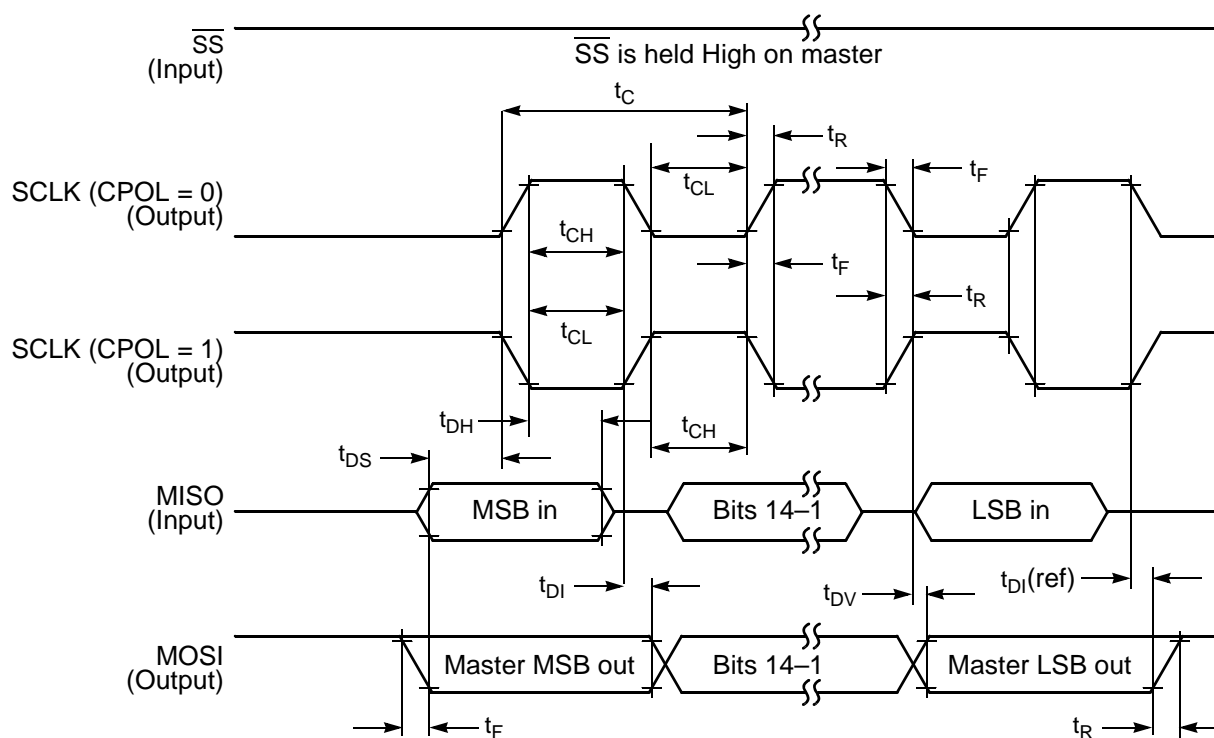 SS
(Input)
SS is held High on master
tC
tR
tCL
tF
SCLK (CPOL = 0)
(Output)
tCH
tF
tR
tCL
SCLK (CPOL = 1)
(Output)
tDH
tCH
tDS
MISO
(Input)
MSB in
Bits 14–1
LSB in
tDI
tDV
tDI(ref)
MOSI
(Output)
Master MSB out
Bits 14–1
Master LSB out
tF
tR